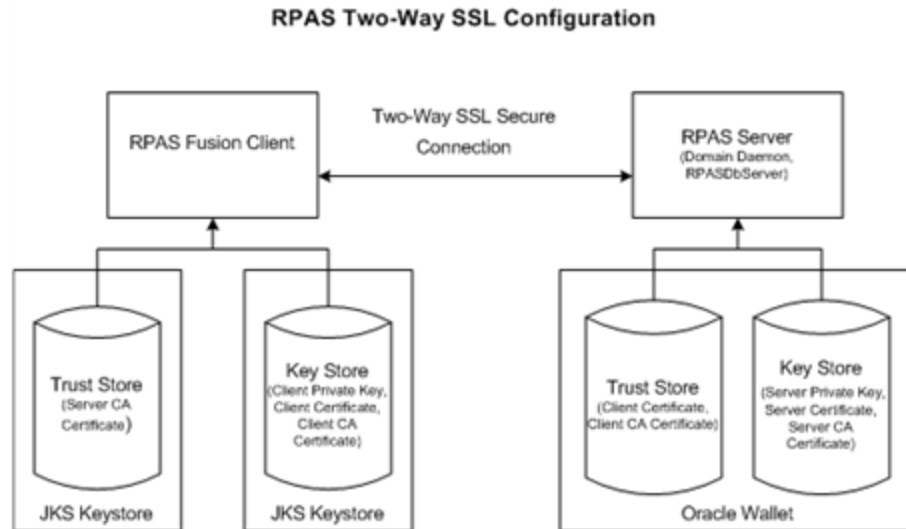 RPAS Two-Way SSL Configuration
RPAS Fusion Client
Two-Way SSL Secure
Connection
RPAS Server
(Domain Daemon,
RPASDbServer)
Trust Store
(Server CA
Certificate)
JKS Keystore
Key Store
(Client Private Key,
Client Certificate,
Client CA
Certificate)
JKS Keystore
Trust Store
(Client Certificate,
Client CA Certificate)
Key Store
(Server Private Key,
Server Certificate,
Server CA
Certificate)
Oracle Wallet